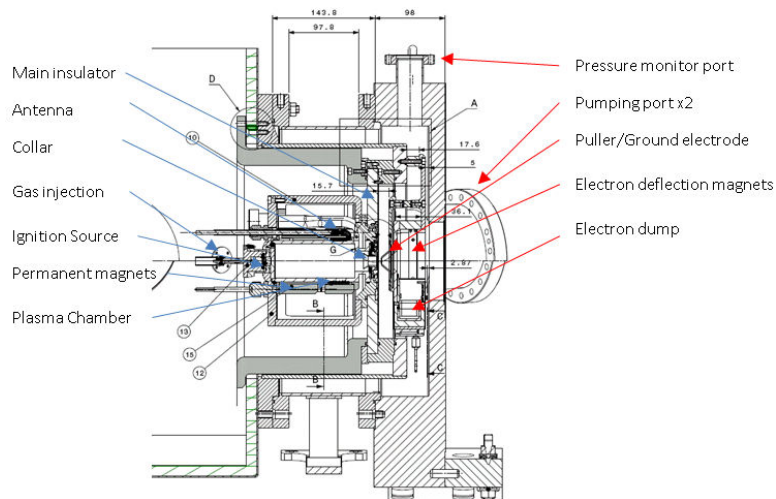 143.8
98
97.8
Main insulator
Pressure monitor port
D
Antenna
A
Pumping port x2
10
17.6
Collar
Puller/Ground electrode
5
15.7
Gas injection
Electron deflection magnets
36.1
Ignition Source
G
Electron dump
Permanent magnets
2.87
Plasma Chamber
B
C
13
15
12
B
C